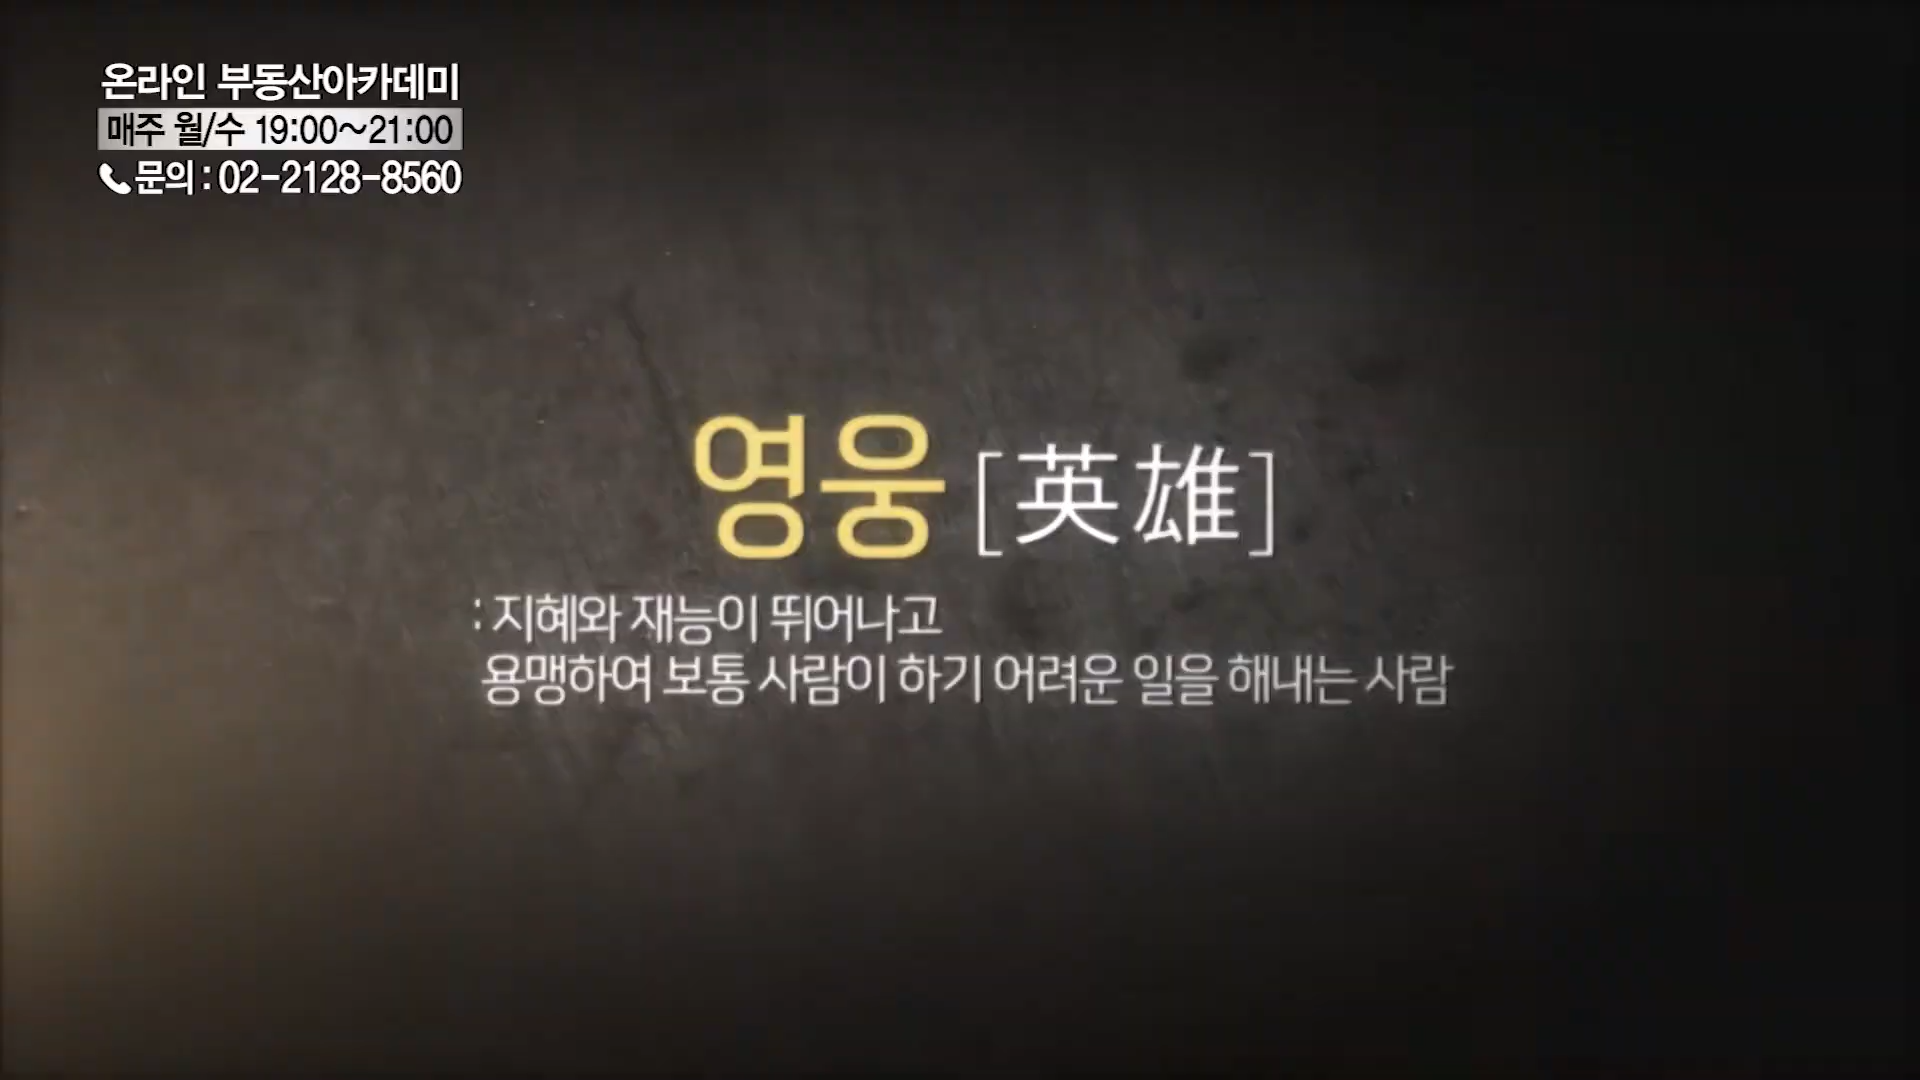 온라인 부동산아카데미
매주 월/수 19:00~21:00
문의 : 02-2128-8560
영웅 [英雄]
: 지혜와 재능이 뛰어나고
용맹하여 보통 사람이 하기 어려운 일을 해내는 사람